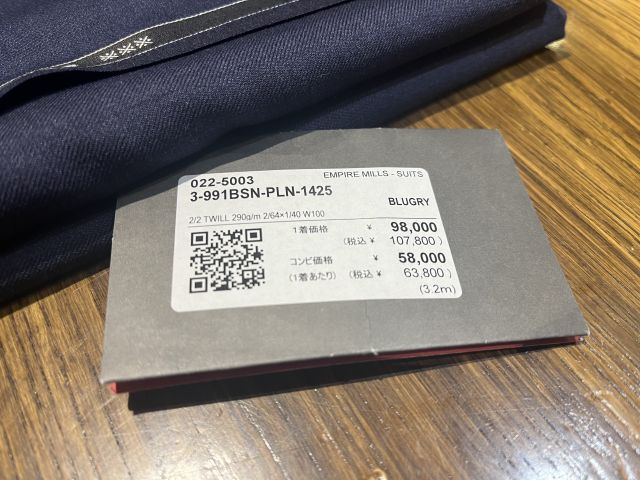 022-5003
EMPIRE MILLS - SUITS
3-991BSN-PLN-1425
BLUGRY
2/2 TWILL 290g/m 2/64×1/40 W100
1着価格 ¥ 98,000
(税込 ¥ 107,800 )
コンビ価格 ¥ 58,000
(1着あたり) (税込 ¥ 63,800 )
(3.2m)